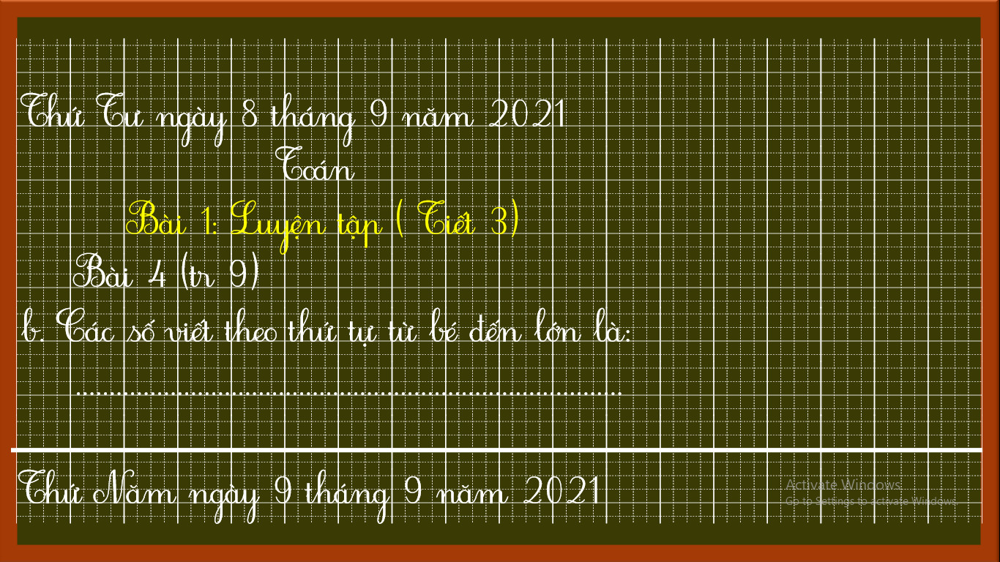 Thứ Tư ngày 8 tháng 9 năm 2021
Toán
Bài 1: Luyện tập ( Tiết 3)
Bài 4 (tr 9)
b. Các số viết theo thứ tự từ bé đến lớn là:
....................................................................................
Thứ Năm ngày 9 tháng 9 năm 2021
Activate Windows
Go to Settings to activate Windows.